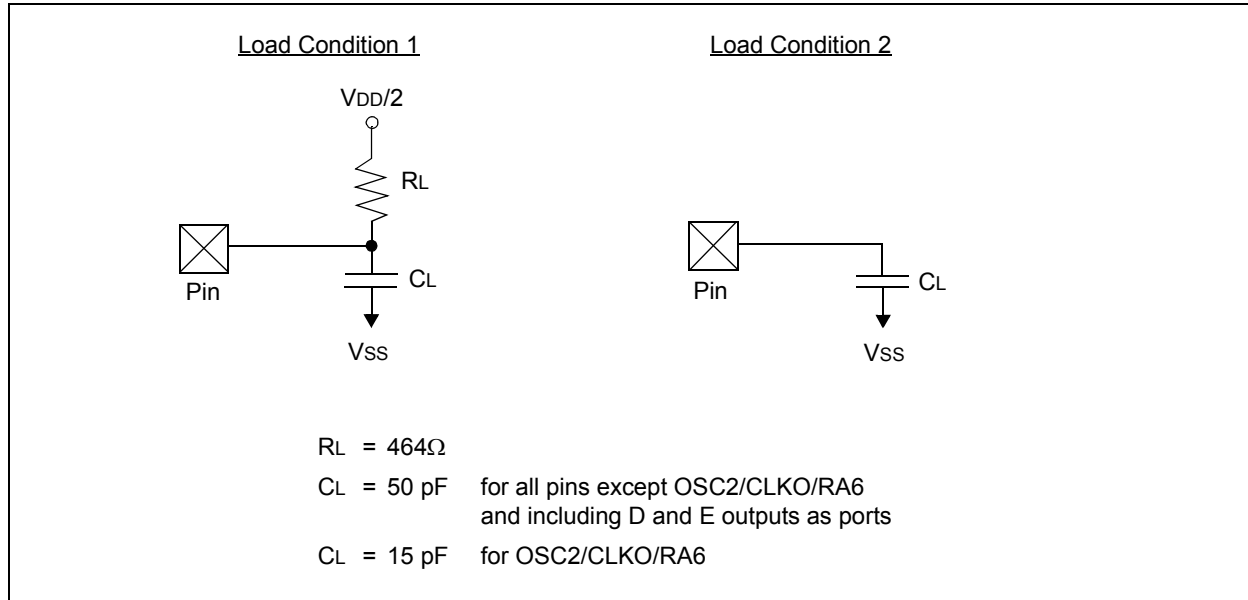 Load Condition 1
Load Condition 2
VDD/2
RL
Pin
CL
VSS
Pin
CL
VSS
RL = 464Ω
CL = 50 pF for all pins except OSC2/CLKO/RA6
and including D and E outputs as ports
CL = 15 pF for OSC2/CLKO/RA6